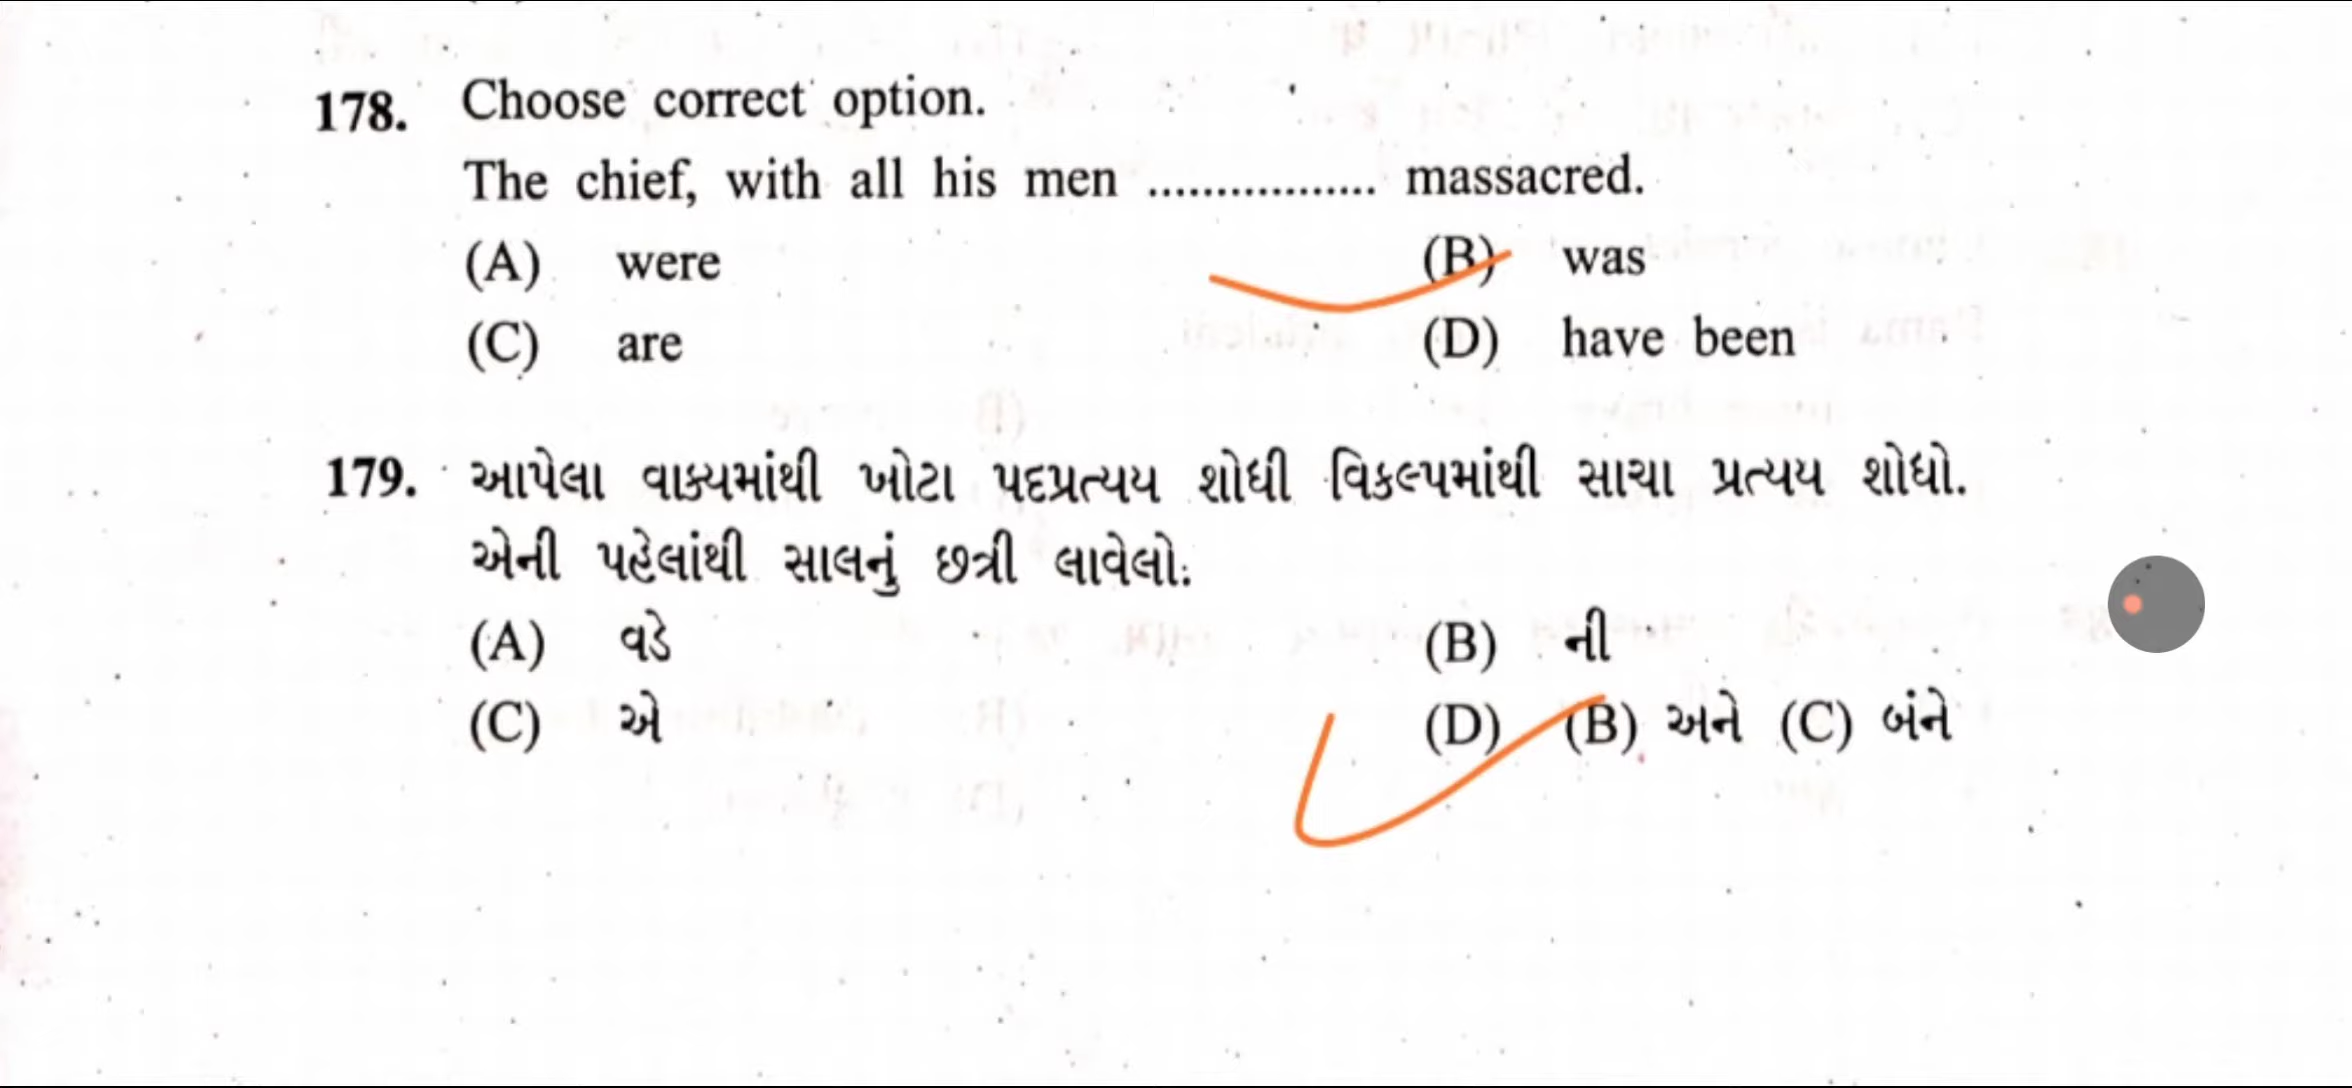 178. Choose correct option.
The chief, with all his men ................. massacred.
(A) were (B) was
(C) are (D) have been
179. આપેલા વાક્યમાંથી ખોટા પદપ્રત્યય શોધી વિકલ્પમાંથી સાચા પ્રત્યય શોધો.
એની પહેલાંથી સાલનું છત્રી લાવેલો.
(A) વડે (B) ની
(C) એ (D) (B) અને (C) બંને